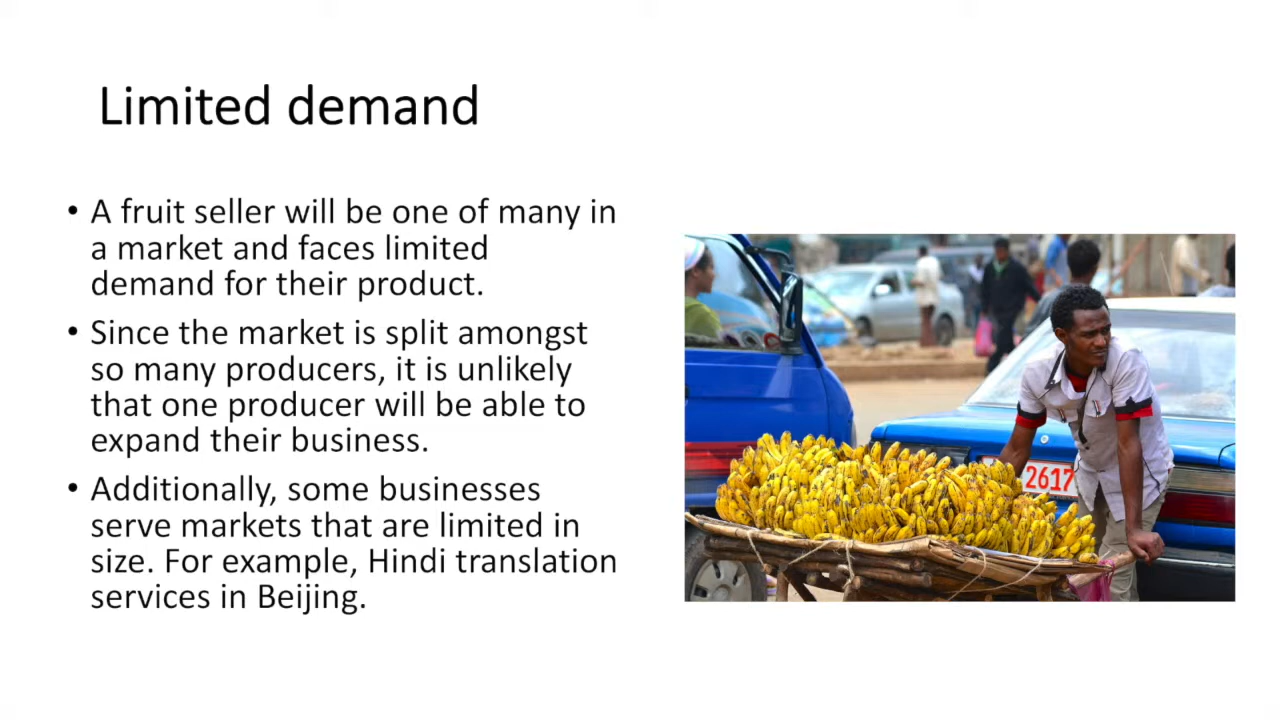 Limited demand
• A fruit seller will be one of many in
a market and faces limited
demand for their product.
• Since the market is split amongst
so many producers, it is unlikely
that one producer will be able to
expand their business.
• Additionally, some businesses
serve markets that are limited in
size. For example, Hindi translation
services in Beijing.
2617